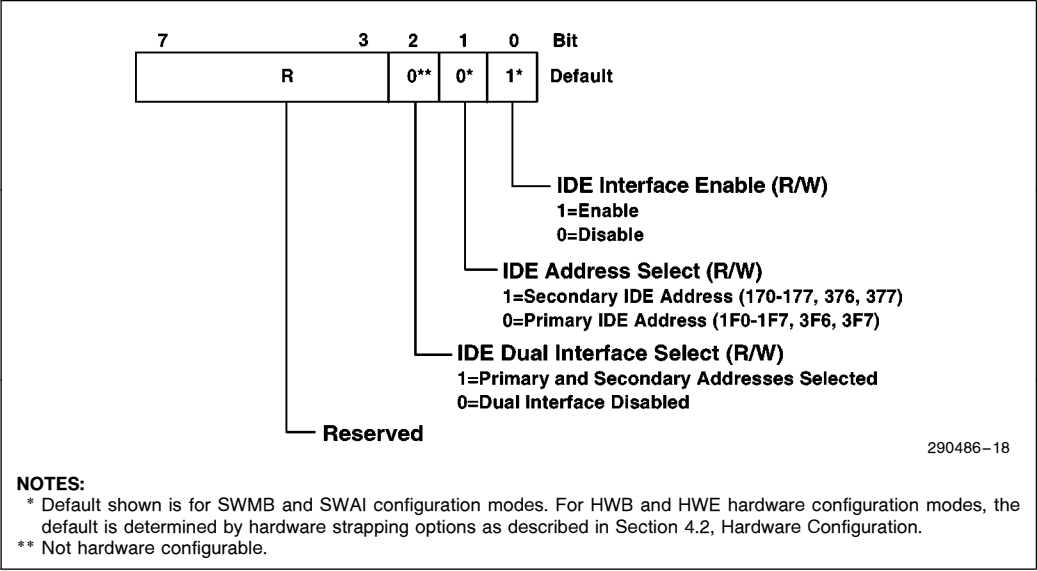 7 3 2 1 0 Bit
R 0** 0* 1* Default
IDE Interface Enable (R/W)
1=Enable
0=Disable
IDE Address Select (R/W)
1=Secondary IDE Address (170-177, 376, 377)
0=Primary IDE Address (1F0-1F7, 3F6, 3F7)
IDE Dual Interface Select (R/W)
1=Primary and Secondary Addresses Selected
0=Dual Interface Disabled
Reserved
290486–18
NOTES:
* Default shown is for SWMB and SWAI configuration modes. For HWB and HWE hardware configuration modes, the
default is determined by hardware strapping options as described in Section 4.2, Hardware Configuration.
** Not hardware configurable.